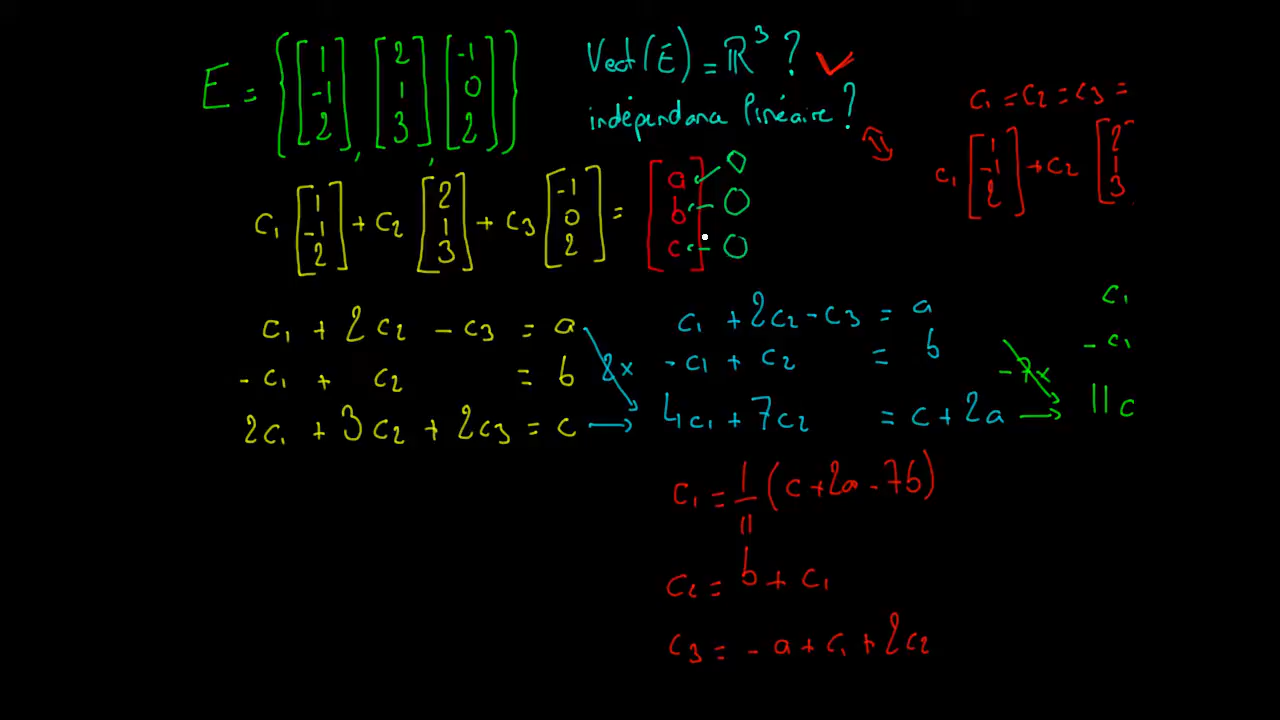 E = { [1 -1 2], [2 1 3], [-1 0 2] }
Vect(E) = ℝ³ ? ✓
indépendance linéaire ?
⇕
c₁ = c₂ = c₃ =
c₁ [1 -1 2] + c₂ [2 1 3]
c₁ [1 -1 2] + c₂ [2 1 3] + c₃ [-1 0 2] = [a b c] ← 0 0 0
c₁ + 2c₂ - c₃ = a
-c₁ + c₂ = b
2c₁ + 3c₂ + 2c₃ = c →
2x
c₁ + 2c₂ - c₃ = a
-c₁ + c₂ = b
4c₁ + 7c₂ = c + 2a →
-7x
c₁
-c₁
11c
c₁ = 1/11 (c + 2a - 7b)
c₂ = b + c₁
c₃ = -a + c₁ + 2c₂